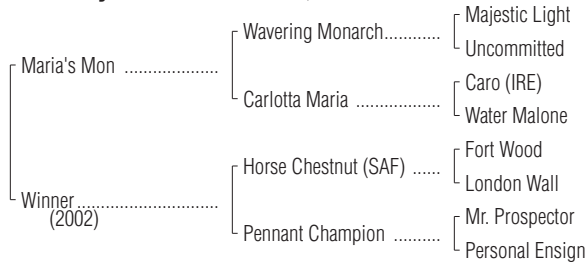 Majestic Light
Wavering Monarch............
Uncommitted
Maria's Mon ....................
Caro (IRE)
Carlotta Maria ..................
Water Malone
Fort Wood
Horse Chestnut (SAF) ......
London Wall
Winner..............................
(2002)
Mr. Prospector
Pennant Champion ..........
Personal Ensign